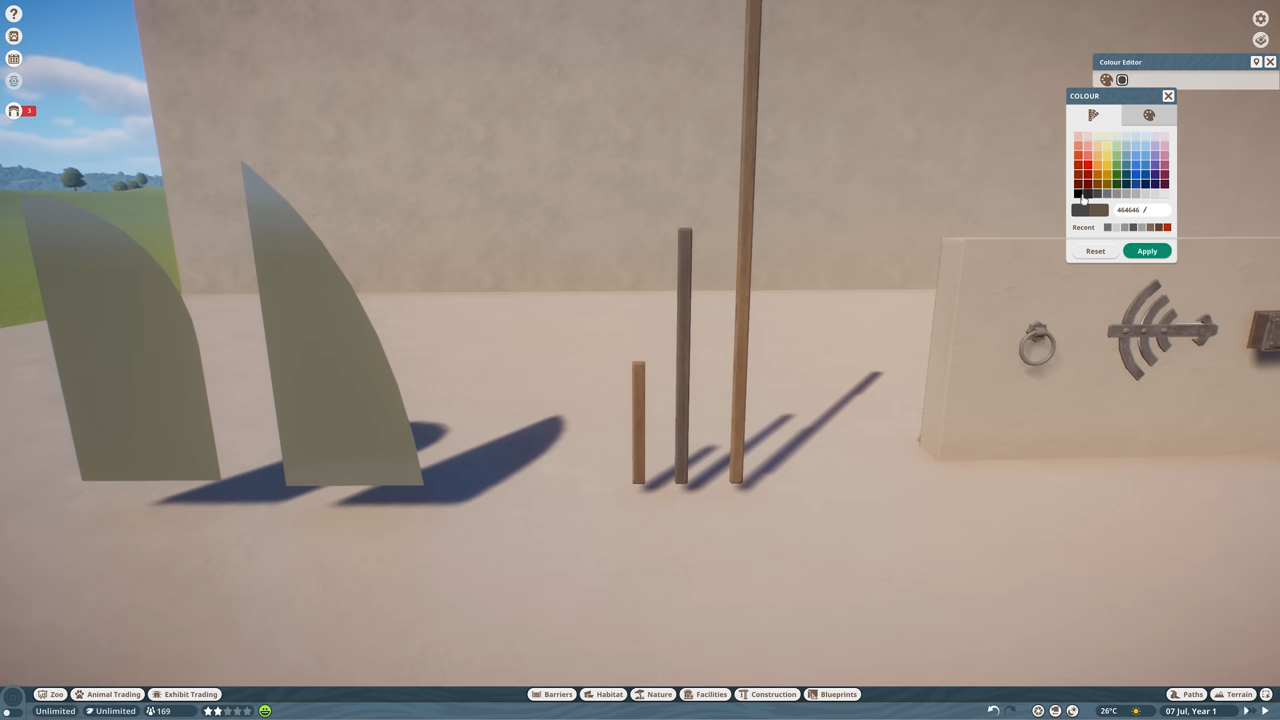 ?
3
Colour Editor
COLOUR
464646 /
Recent
Reset
Apply
Zoo
Animal Trading
Exhibit Trading
Barriers
Habitat
Nature
Facilities
Construction
Blueprints
Paths
Terrain
Unlimited
Unlimited
169
26°C
07 Jul, Year 1